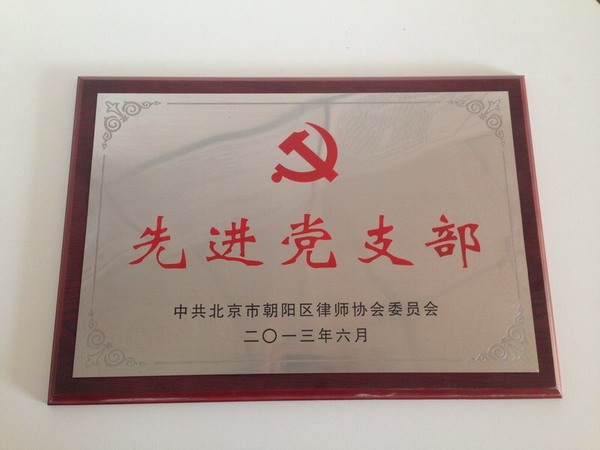 先进党支部
中共北京市朝阳区律师协会委员会
二〇一三年六月